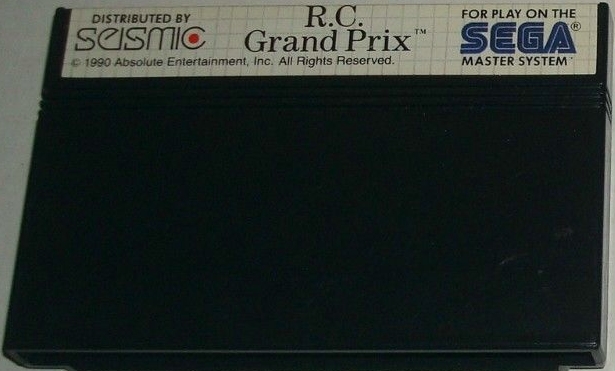 DISTRIBUTED BY
SEISMIC
© 1990 Absolute Entertainment, Inc. All Rights Reserved.
R.C.
Grand Prix™
FOR PLAY ON THE
SEGA®
MASTER SYSTEM™